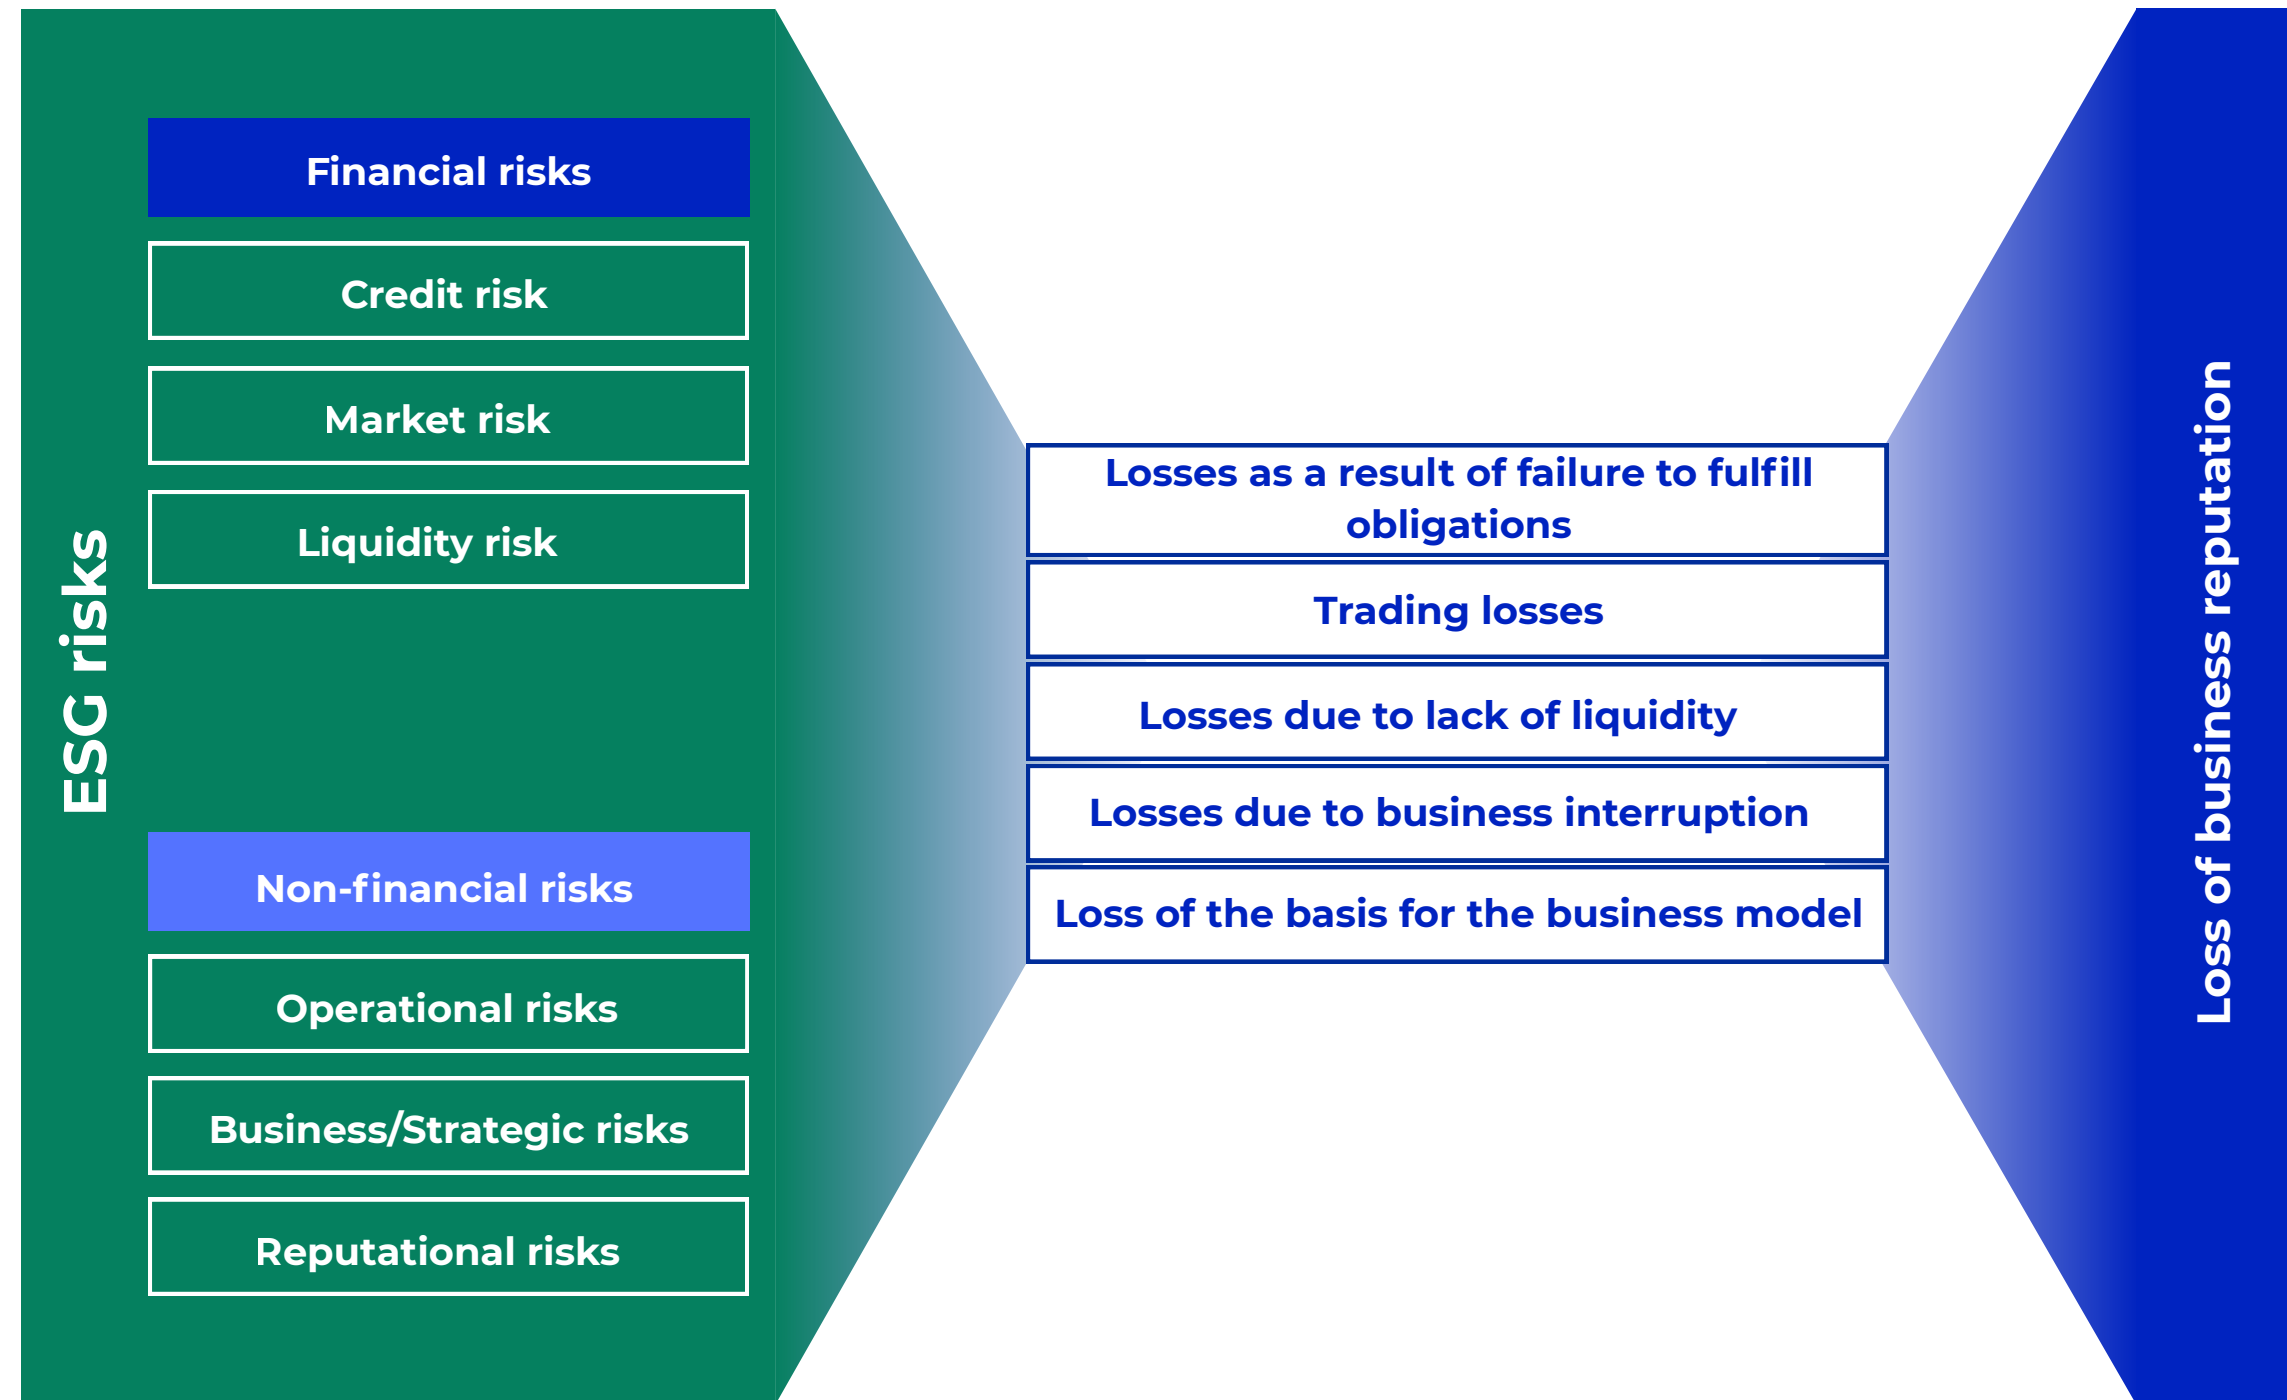 ESG risks
Financial risks
Credit risk
Market risk
Liquidity risk
Non-financial risks
Operational risks
Business/Strategic risks
Reputational risks
Losses as a result of failure to fulfill
obligations
Trading losses
Losses due to lack of liquidity
Losses due to business interruption
Loss of the basis for the business model
Loss of business reputation